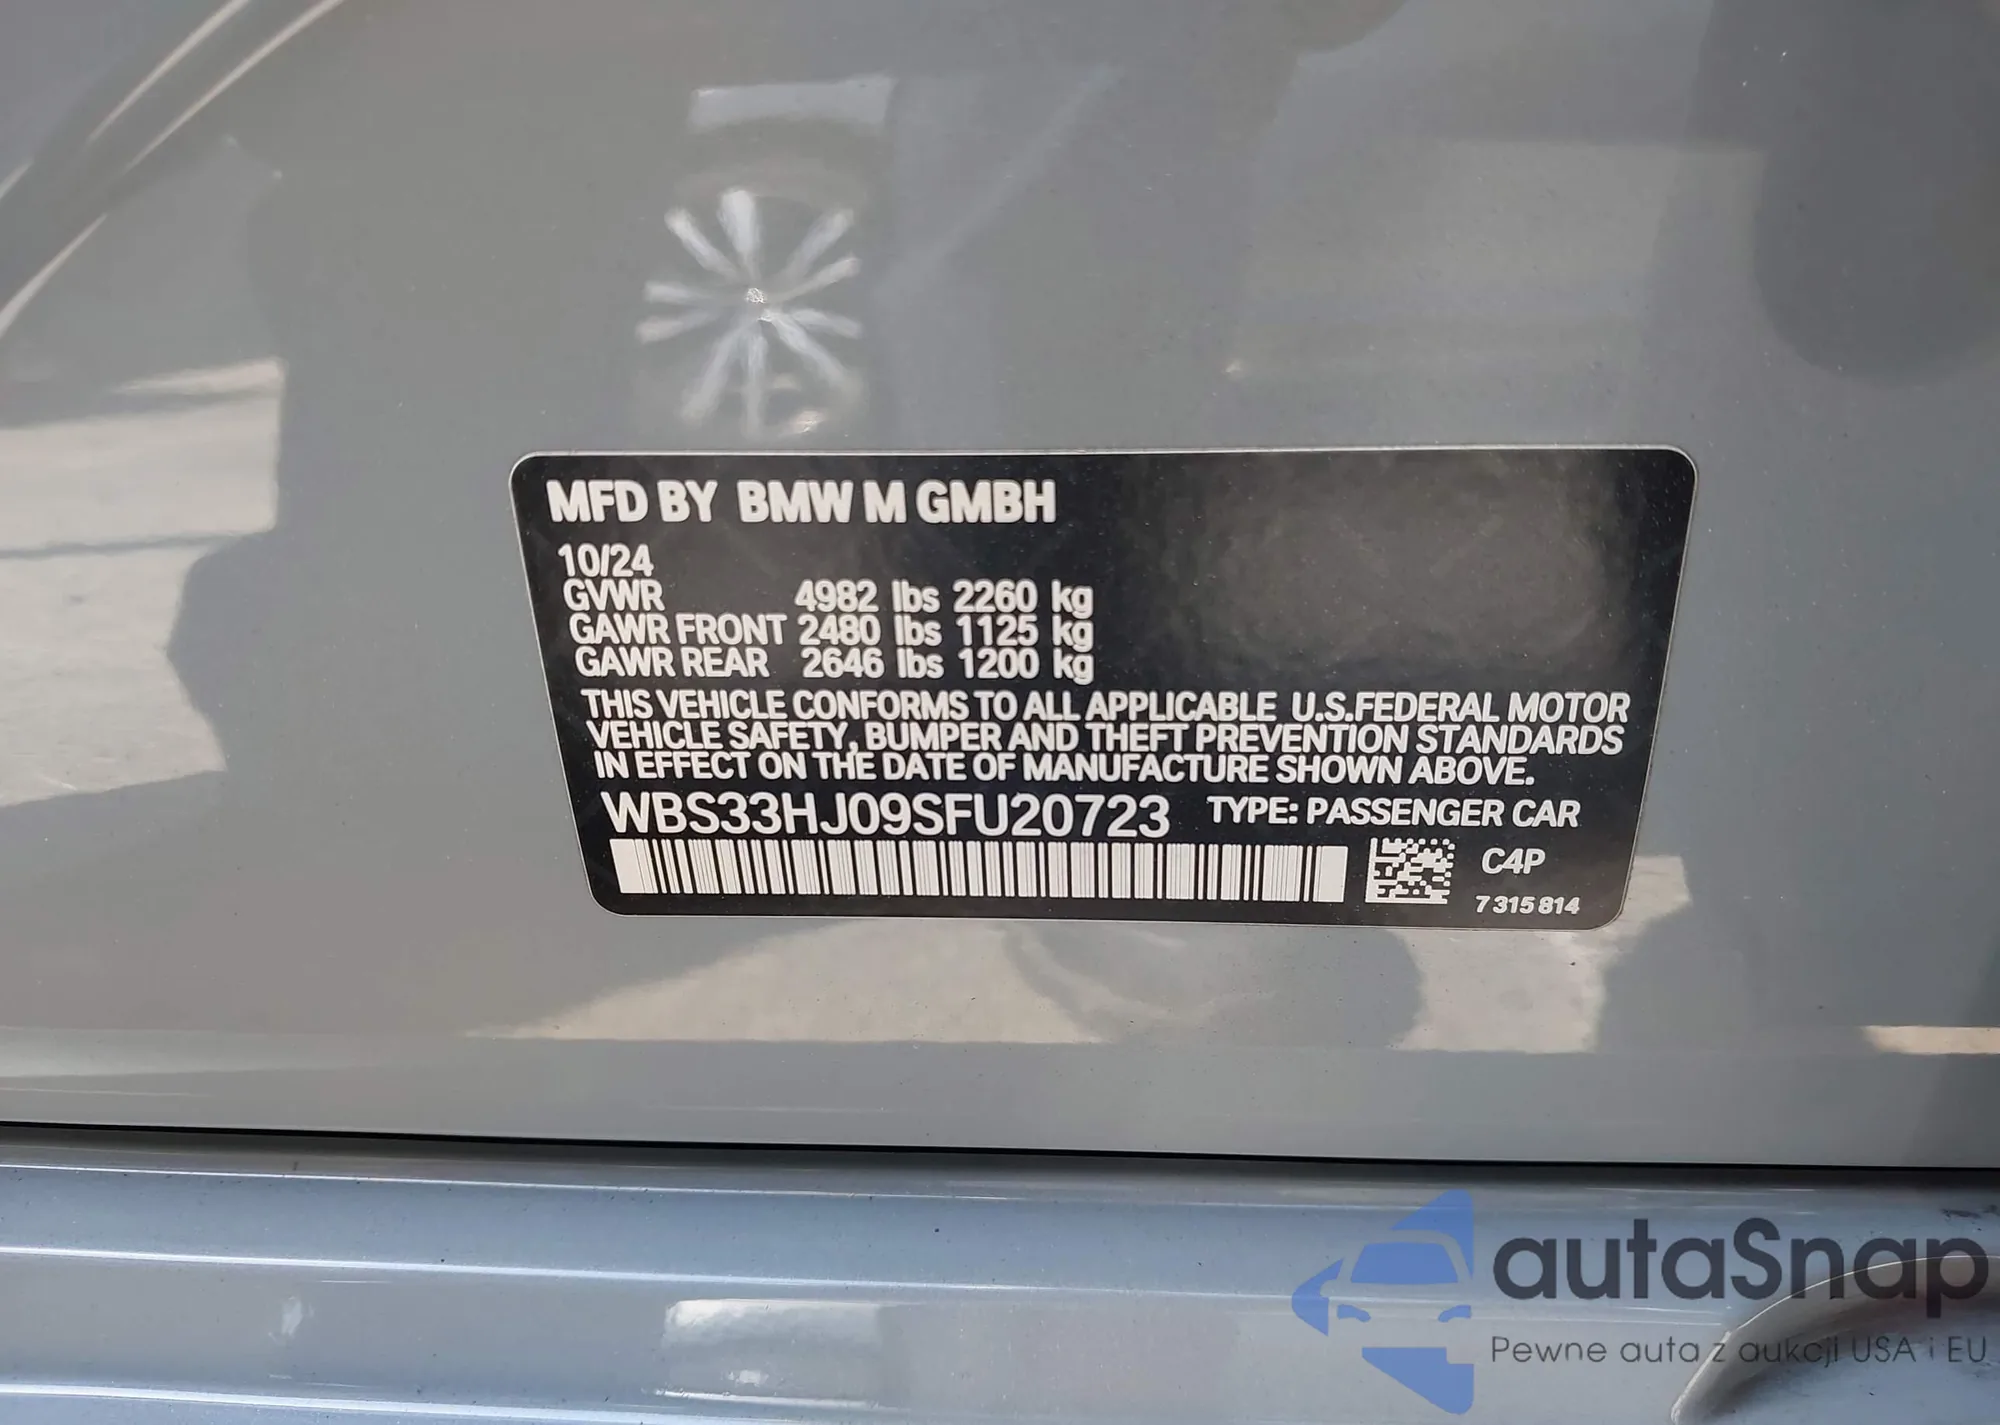 MFD BY BMW M GMBH
10/24
GVWR 4982 lbs 2260 kg
GAWR FRONT 2480 lbs 1125 kg
GAWR REAR 2646 lbs 1200 kg
THIS VEHICLE CONFORMS TO ALL APPLICABLE U.S.FEDERAL MOTOR
VEHICLE SAFETY, BUMPER AND THEFT PREVENTION STANDARDS
IN EFFECT ON THE DATE OF MANUFACTURE SHOWN ABOVE.
WBS33HJ09SFU20723 TYPE: PASSENGER CAR
C4P
7 315 814
autaSnap
Pewne auta z aukcji USA i EU